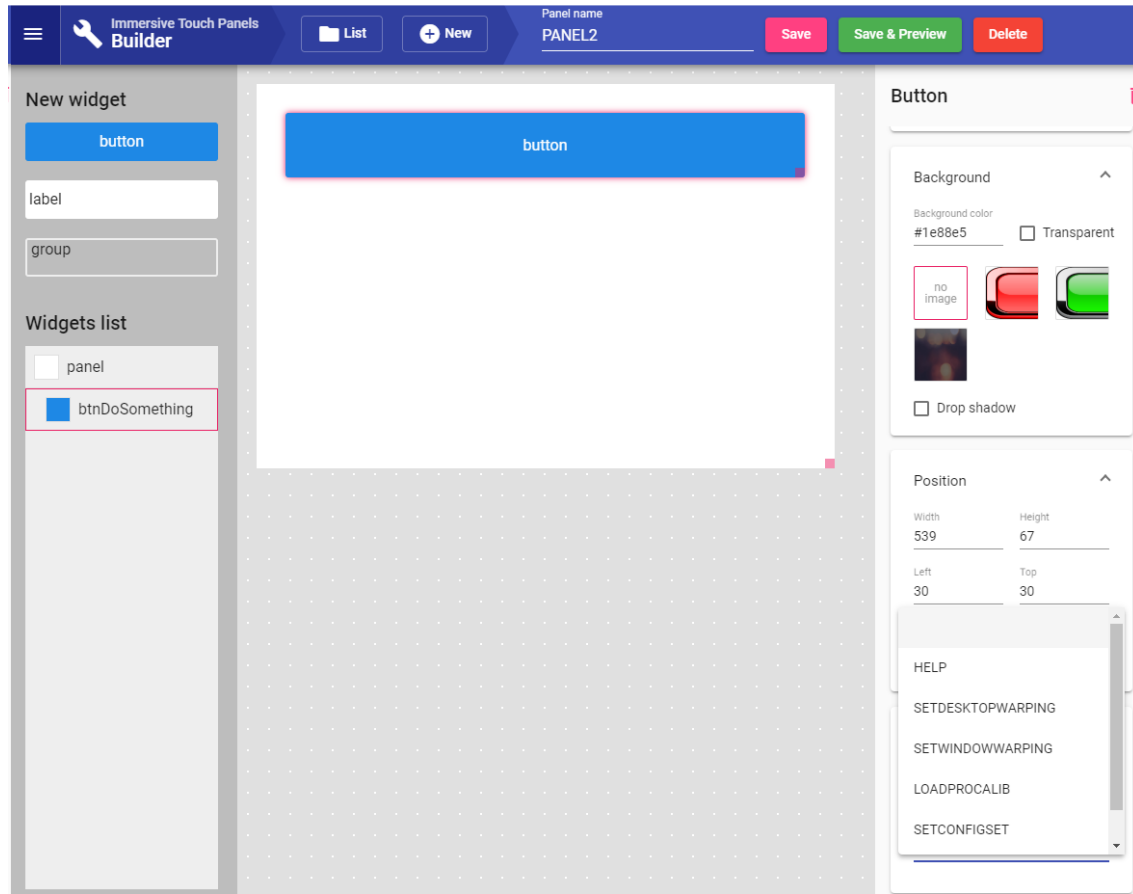 Immersive Touch Panels
Builder
List
New
Panel name
PANEL2
Save
Save & Preview
Delete
New widget
button
label
group
Widgets list
panel
btnDoSomething
button
Button
Background
Background color
#1e88e5
Transparent
no
image
Drop shadow
Position
Width
Height
539
67
Left
Top
30
30
HELP
SETDESKTOPWARPING
SETWINDOWWARPING
LOADPROCALIB
SETCONFIGSET